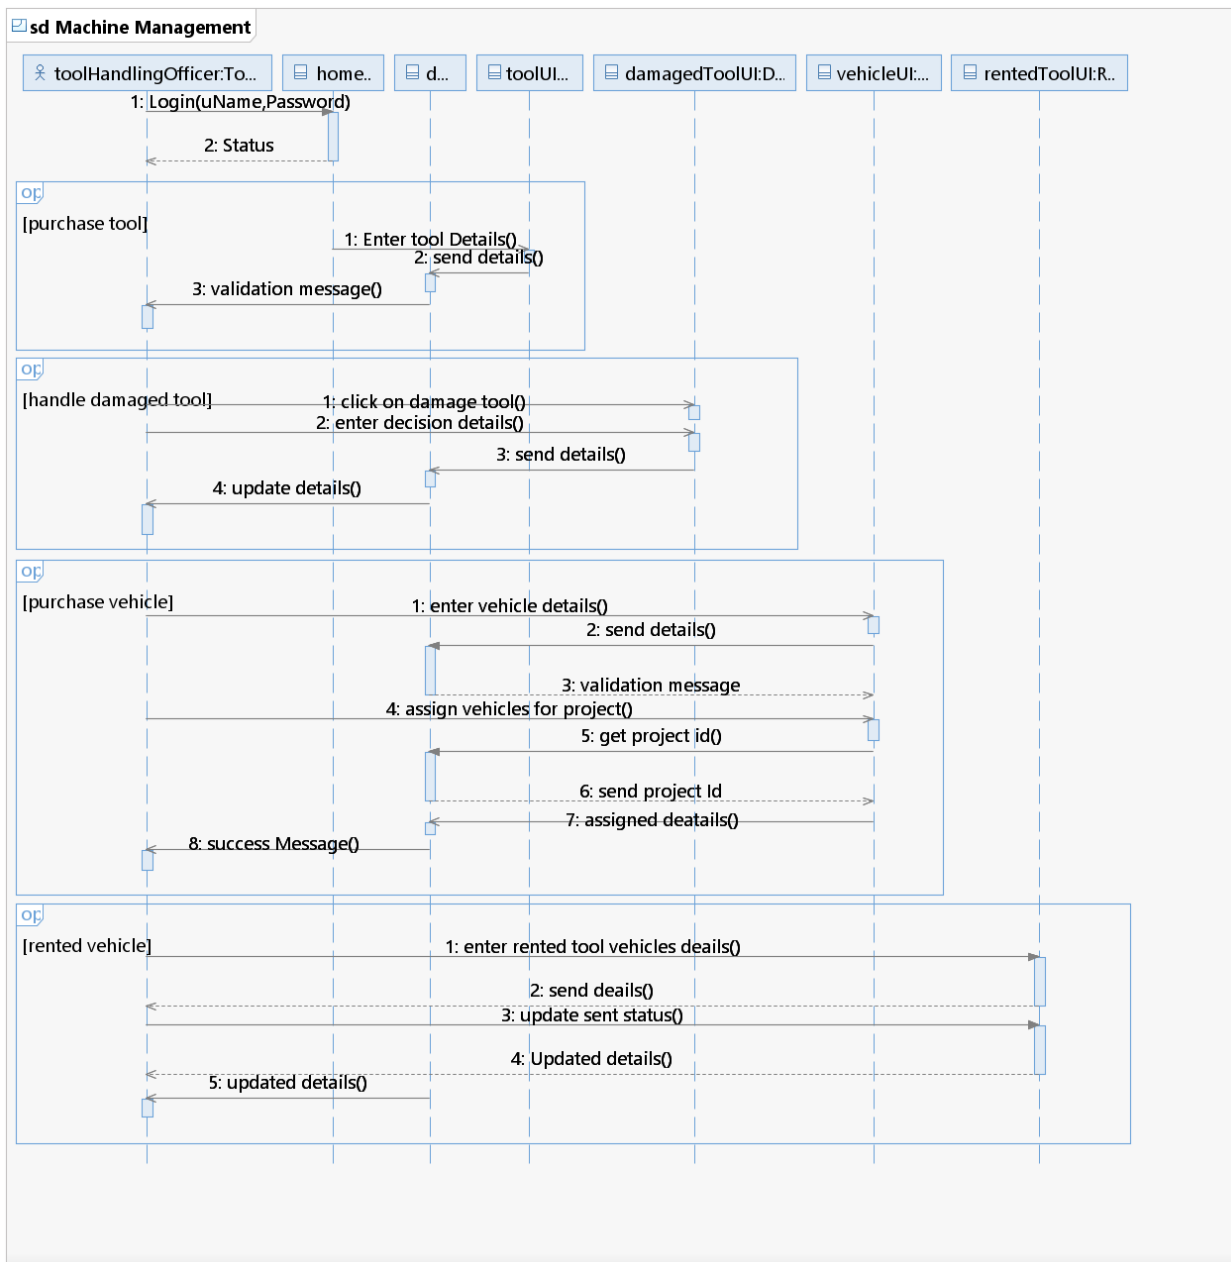 sd Machine Management
toolHandlingOfficer:To... home.. d... toolUI... damagedToolUI:D... vehicleUI:... rentedToolUI:R..
1: Login(uName,Password)
2: Status
op
[purchase tool]
1: Enter tool Details()
2: send details()
3: validation message()
op
[handle damaged tool]
1: click on damage tool()
2: enter decision details()
3: send details()
4: update details()
op
[purchase vehicle]
1: enter vehicle details()
2: send details()
3: validation message
4: assign vehicles for project()
5: get project id()
6: send project Id
7: assigned deatails()
8: success Message()
op
[rented vehicle]
1: enter rented tool vehicles deails()
2: send deails()
3: update sent status()
4: Updated details()
5: updated details()